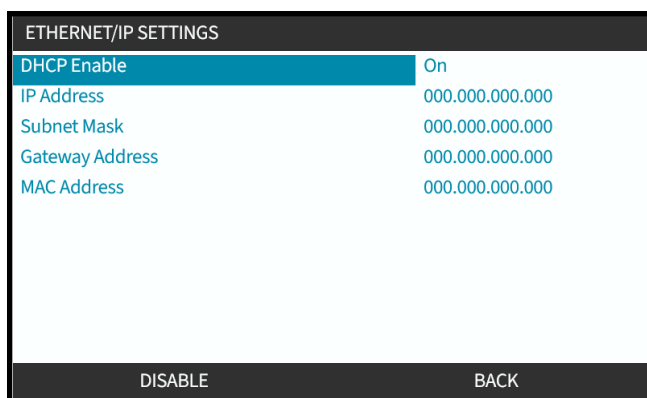 ETHERNET/IP SETTINGS
DHCP Enable On
IP Address 000.000.000.000
Subnet Mask 000.000.000.000
Gateway Address 000.000.000.000
MAC Address 000.000.000.000
DISABLE BACK